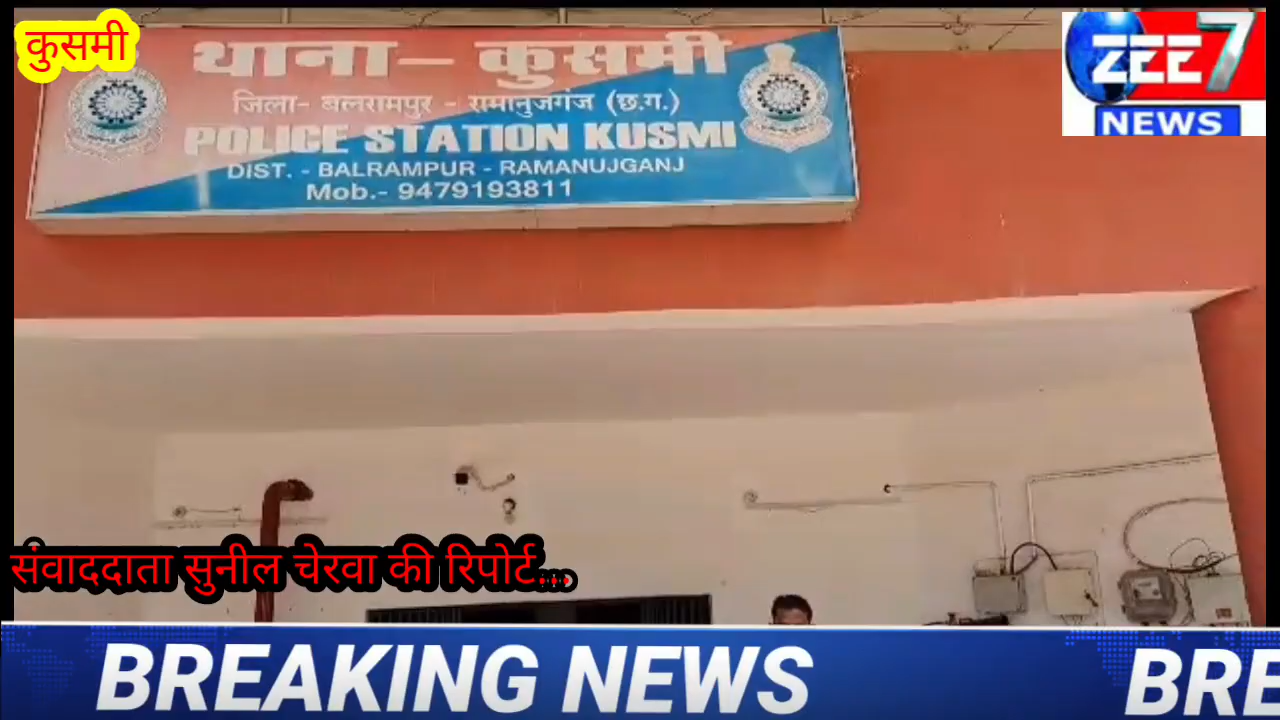 कुसमी
थाना- कुसमी
जिला- बलरामपुर - रामानुजगंज (छ.ग.)
POLICE STATION KUSMI
DIST. - BALRAMPUR - RAMANUJGANJ
Mob.- 9479193811
ZEE 7
NEWS
संवाददाता सुनील चेरवा की रिपोर्ट...
BREAKING NEWS
BRE